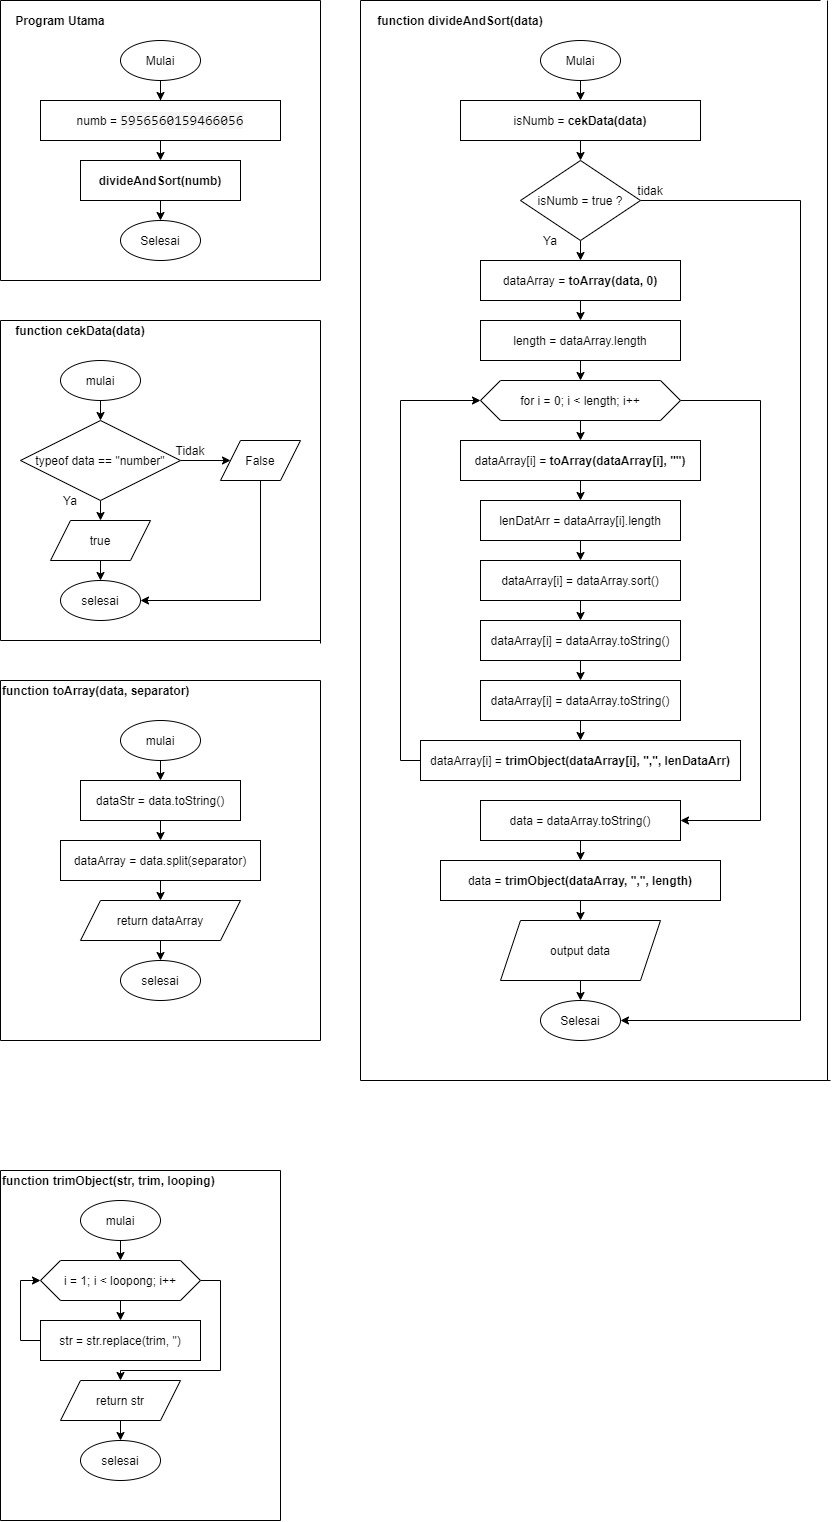 Program Utama
Mulai
numb = 5956560159466056
divideAndSort(numb)
Selesai
function cekData(data)
mulai
typeof data == "number"
Tidak
False
Ya
true
selesai
function toArray(data, separator)
mulai
dataStr = data.toString()
dataArray = data.split(separator)
return dataArray
selesai
function divideAndSort(data)
Mulai
isNumb = cekData(data)
isNumb = true ?
tidak
Ya
dataArray = toArray(data, 0)
length = dataArray.length
for i = 0; i < length; i++
dataArray[i] = toArray(dataArray[i], "")
lenDatArr = dataArray[i].length
dataArray[i] = dataArray.sort()
dataArray[i] = dataArray.toString()
dataArray[i] = dataArray.toString()
dataArray[i] = trimObject(dataArray[i], ",", lenDataArr)
data = dataArray.toString()
data = trimObject(dataArray, ",", length)
output data
Selesai
function trimObject(str, trim, looping)
mulai
i = 1; i < loopong; i++
str = str.replace(trim, '')
return str
selesai